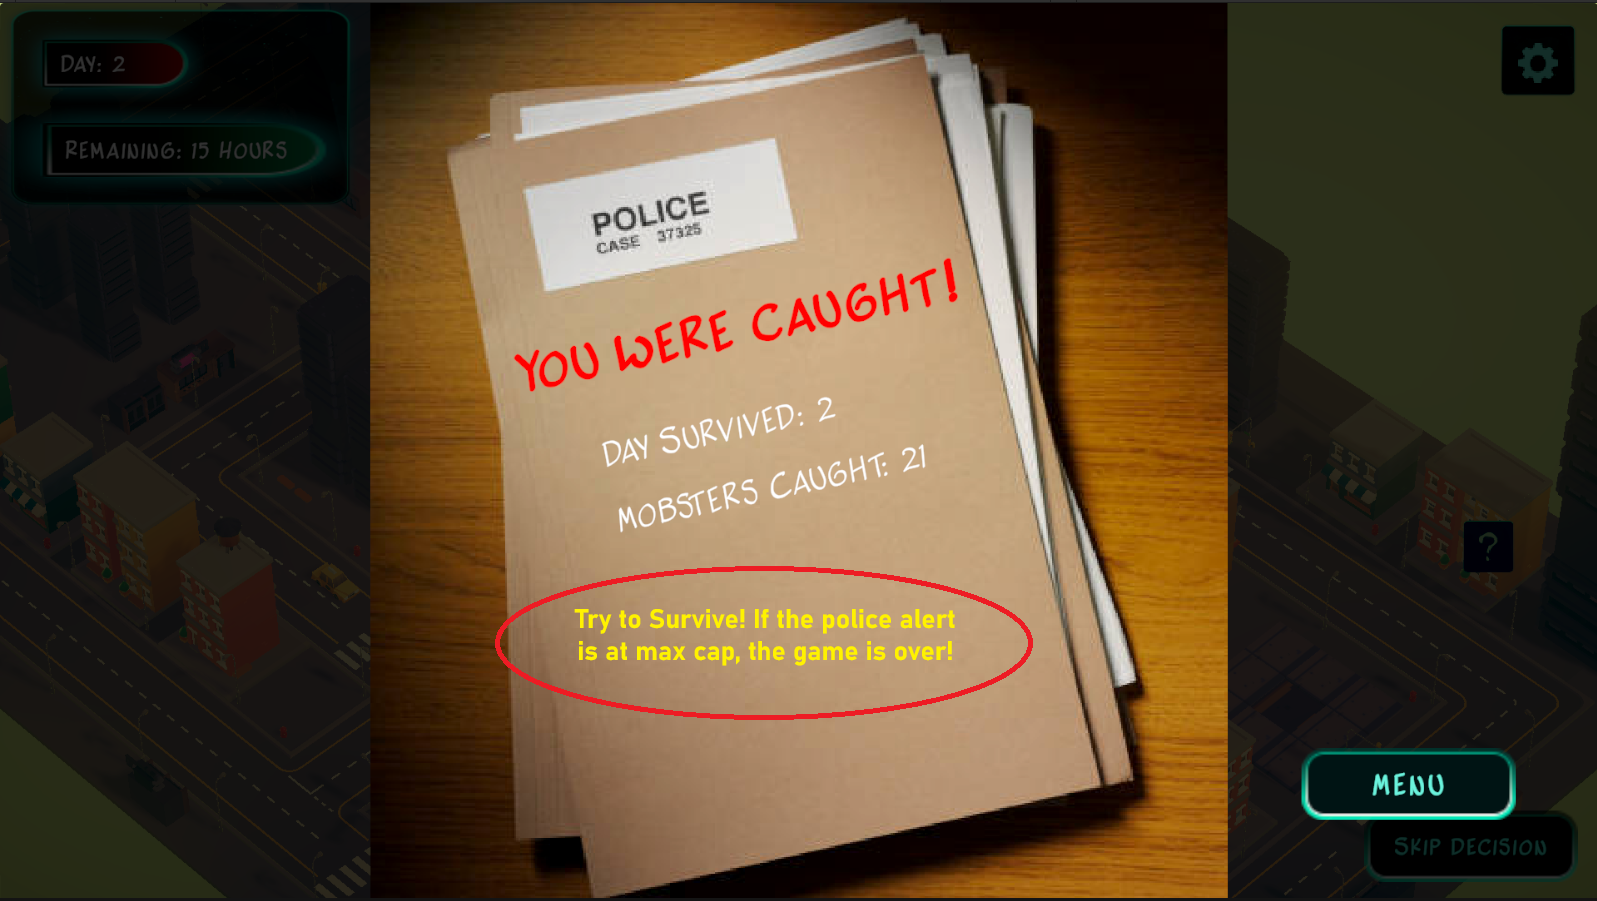 DAY: 2
REMAINING: 15 HOURS
POLICE
CASE 37325
YOU WERE CAUGHT!
DAY SURVIVED: 2
MOBSTERS CAUGHT: 21
Try to Survive! If the police alert
is at max cap, the game is over!
?
MENU
SKIP DECISION